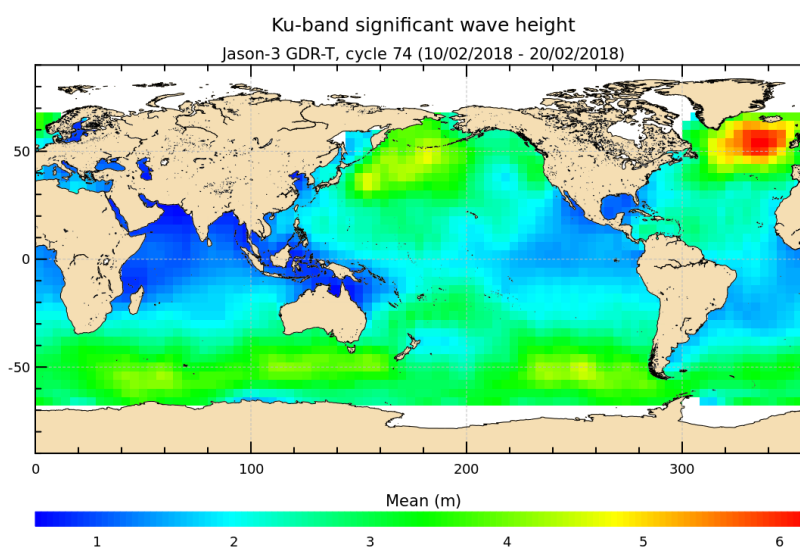 Ku-band significant wave height
Jason-3 GDR-T, cycle 74 (10/02/2018 - 20/02/2018)
50
0
-50
0 100 200 300
Mean (m)
1 2 3 4 5 6